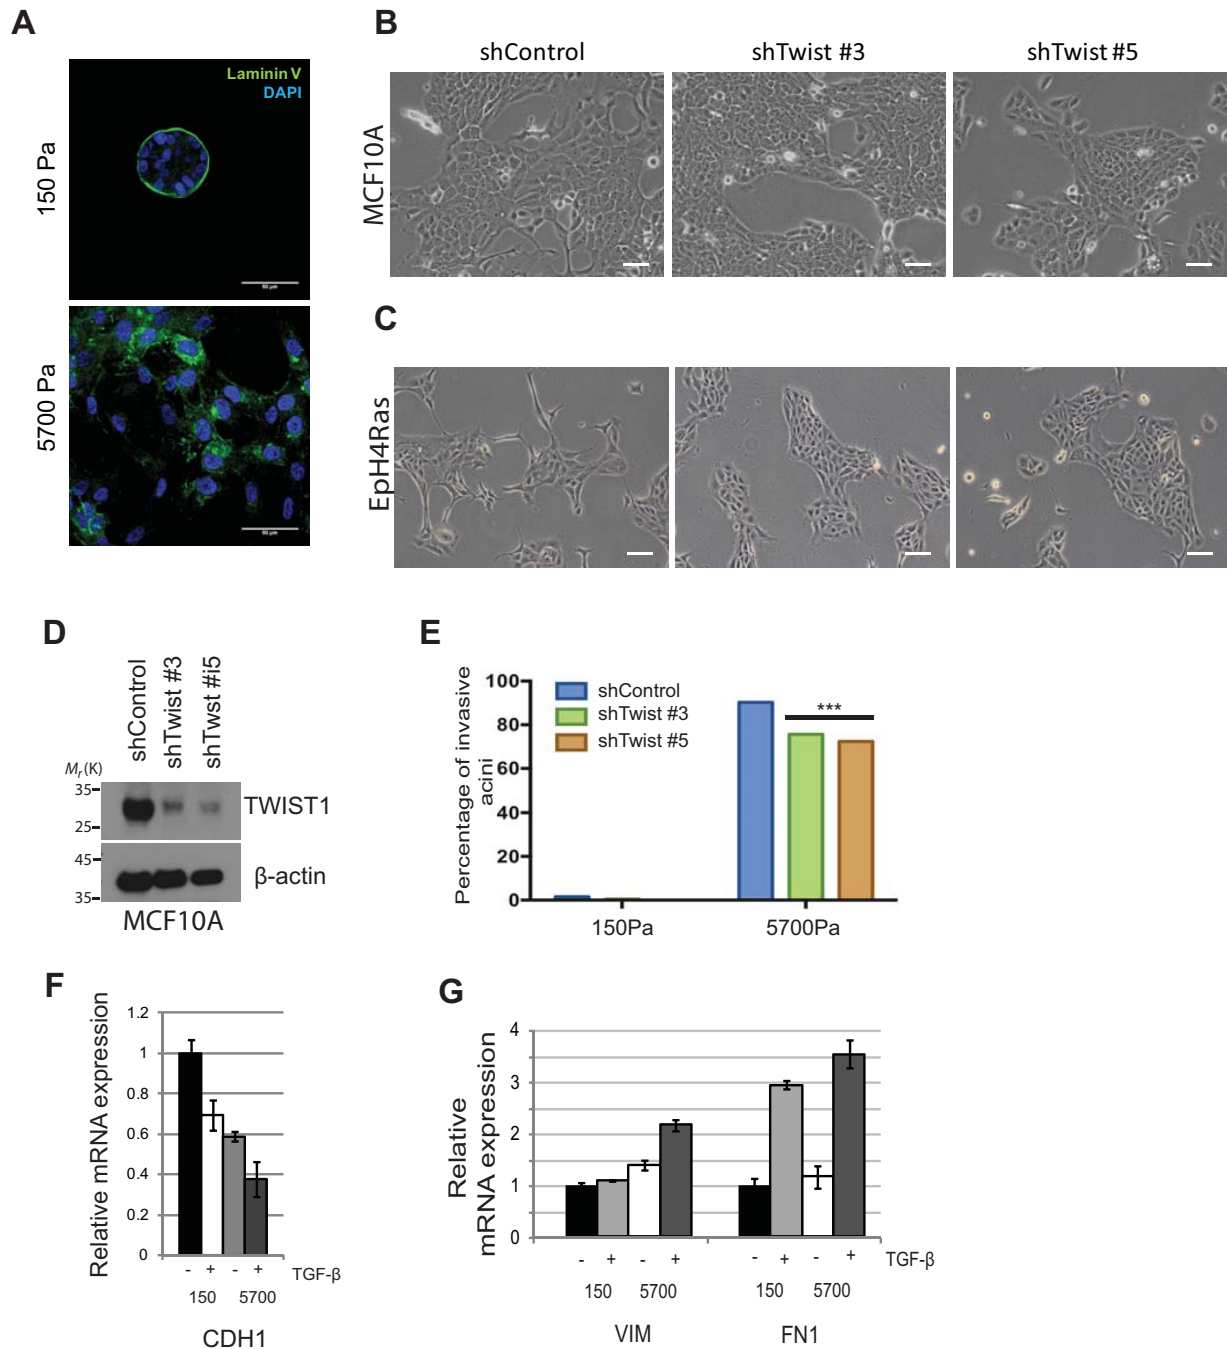 A
Laminin V
DAPI
150 Pa
5700 Pa
B
shControl
shTwist #3
shTwist #5
MCF10A
C
EpH4Ras
D
shControl
shTwist #3
shTwst #i5
Mr (K)
35
25
TWIST1
45
35
β-actin
MCF10A
E
Percentage of invasive
acini
100
80
60
40
20
0
shControl
shTwist #3
shTwist #5
***
150Pa
5700Pa
F
Relative mRNA expression
1.2
1
0.8
0.6
0.4
0.2
0
- + - + TGF-β
150 5700
CDH1
G
Relative
mRNA expression
4
3
2
1
0
- + - + - + - + TGF-β
150 5700 150 5700
VIM FN1